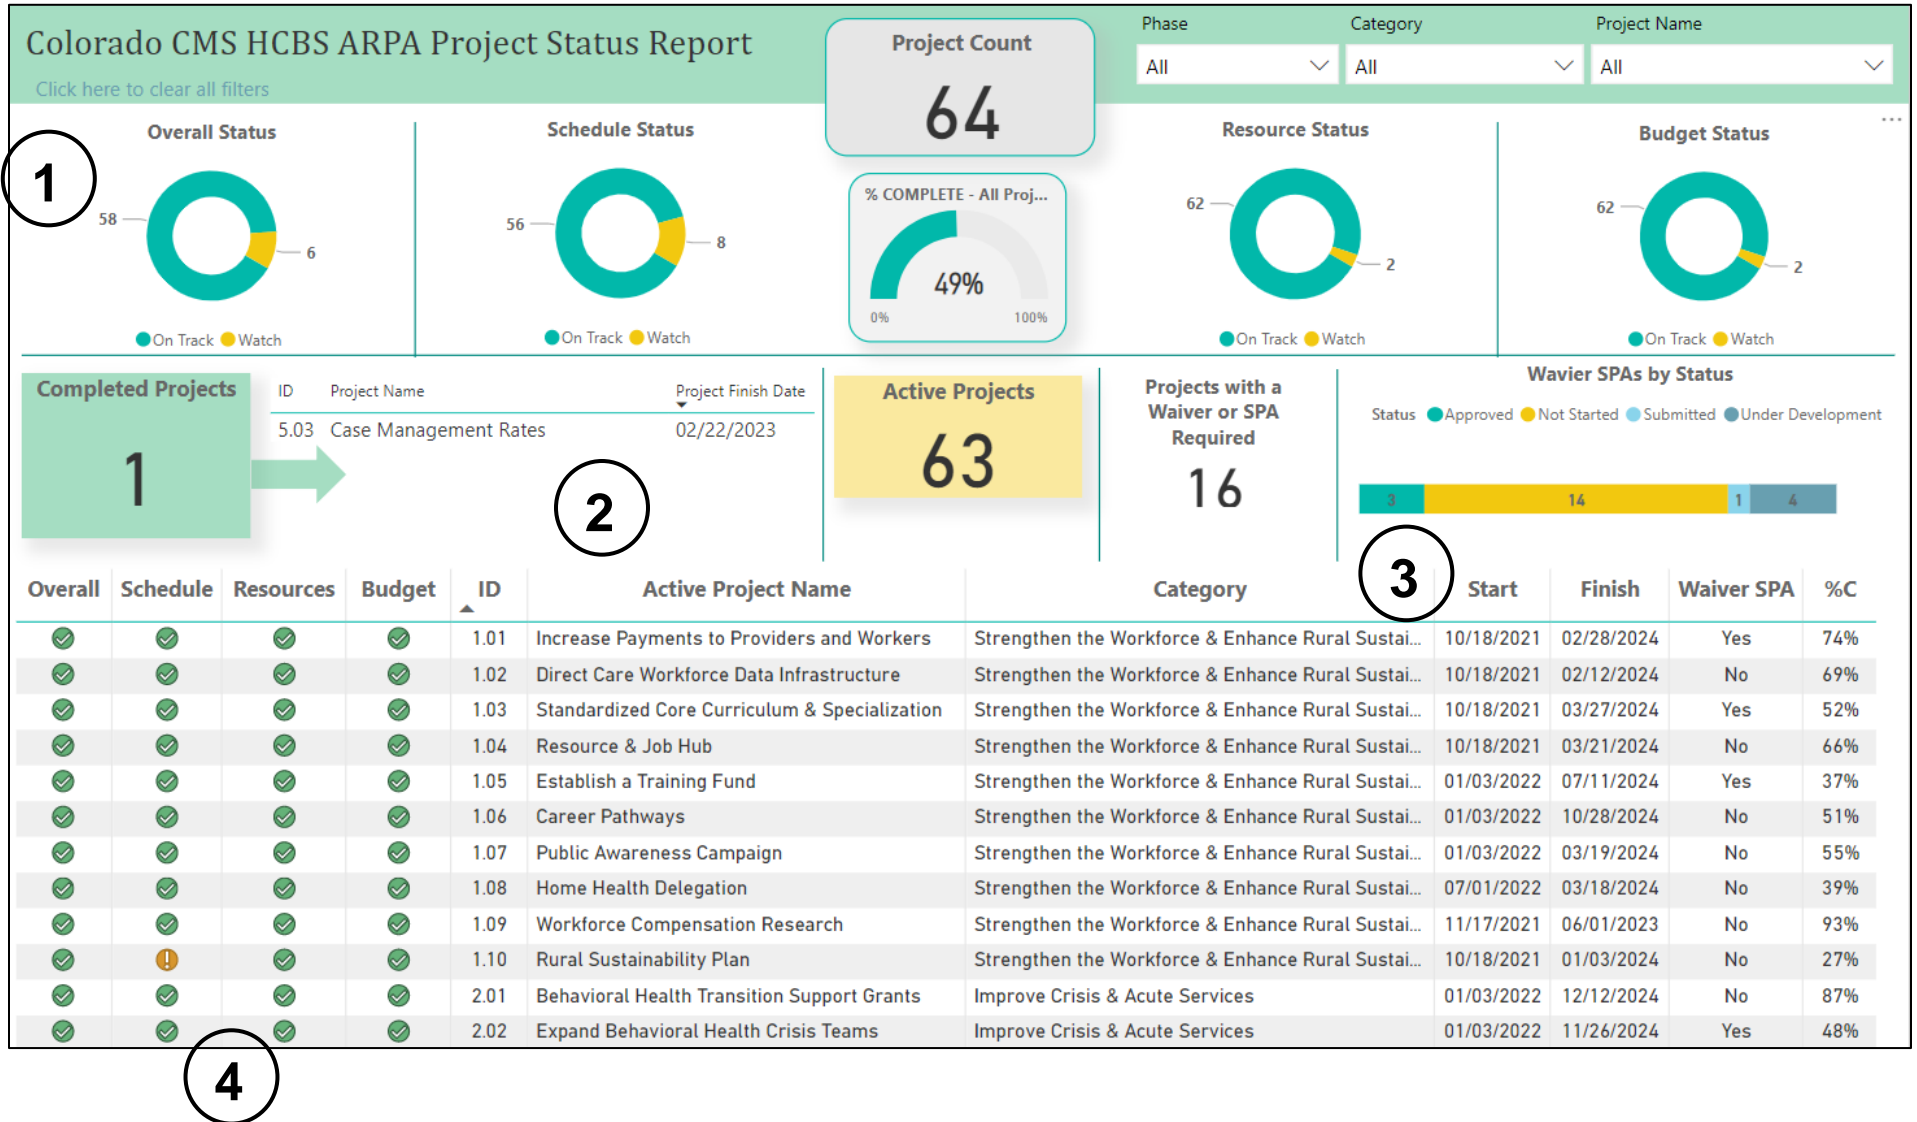 Colorado CMS HCBS ARPA Project Status Report
Click here to clear all filters
Project Count
64
Phase
All
Category
All
Project Name
All
1
Overall Status
58
6
On Track Watch
Schedule Status
56
8
On Track Watch
% COMPLETE - All Proj...
49%
0% 100%
Resource Status
62
2
On Track Watch
Budget Status
62
2
On Track Watch
Completed Projects
1
ID Project Name Project Finish Date
5.03 Case Management Rates 02/22/2023
2
Active Projects
63
Projects with a
Waiver or SPA
Required
16
Wavier SPAs by Status
Status Approved Not Started Submitted Under Development
3 14 1 4
3
Overall Schedule Resources Budget ID Active Project Name Category Start Finish Waiver SPA %C
1.01 Increase Payments to Providers and Workers Strengthen the Workforce & Enhance Rural Sustai... 10/18/2021 02/28/2024 Yes 74%
1.02 Direct Care Workforce Data Infrastructure Strengthen the Workforce & Enhance Rural Sustai... 10/18/2021 02/12/2024 No 69%
1.03 Standardized Core Curriculum & Specialization Strengthen the Workforce & Enhance Rural Sustai... 10/18/2021 03/27/2024 Yes 52%
1.04 Resource & Job Hub Strengthen the Workforce & Enhance Rural Sustai... 10/18/2021 03/21/2024 No 66%
1.05 Establish a Training Fund Strengthen the Workforce & Enhance Rural Sustai... 01/03/2022 07/11/2024 Yes 37%
1.06 Career Pathways Strengthen the Workforce & Enhance Rural Sustai... 01/03/2022 10/28/2024 No 51%
1.07 Public Awareness Campaign Strengthen the Workforce & Enhance Rural Sustai... 01/03/2022 03/19/2024 No 55%
1.08 Home Health Delegation Strengthen the Workforce & Enhance Rural Sustai... 07/01/2022 03/18/2024 No 39%
1.09 Workforce Compensation Research Strengthen the Workforce & Enhance Rural Sustai... 11/17/2021 06/01/2023 No 93%
1.10 Rural Sustainability Plan Strengthen the Workforce & Enhance Rural Sustai... 10/18/2021 01/03/2024 No 27%
2.01 Behavioral Health Transition Support Grants Improve Crisis & Acute Services 01/03/2022 12/12/2024 No 87%
2.02 Expand Behavioral Health Crisis Teams Improve Crisis & Acute Services 01/03/2022 11/26/2024 Yes 48%
4